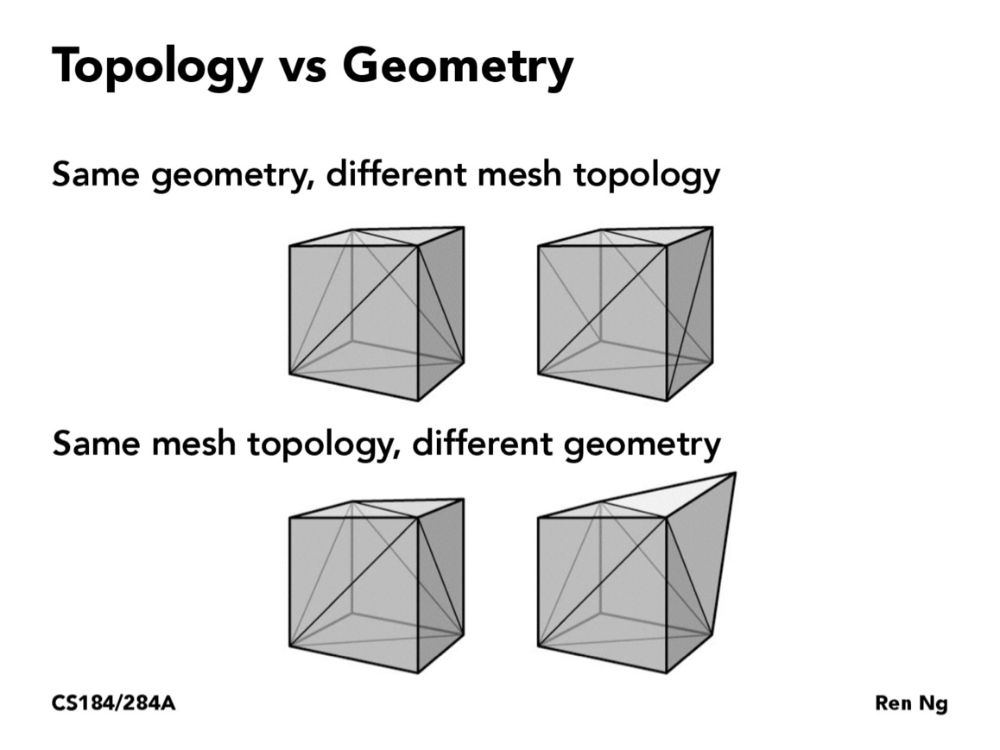 Topology vs Geometry
Same geometry, different mesh topology
Same mesh topology, different geometry
CS184/284A
Ren Ng